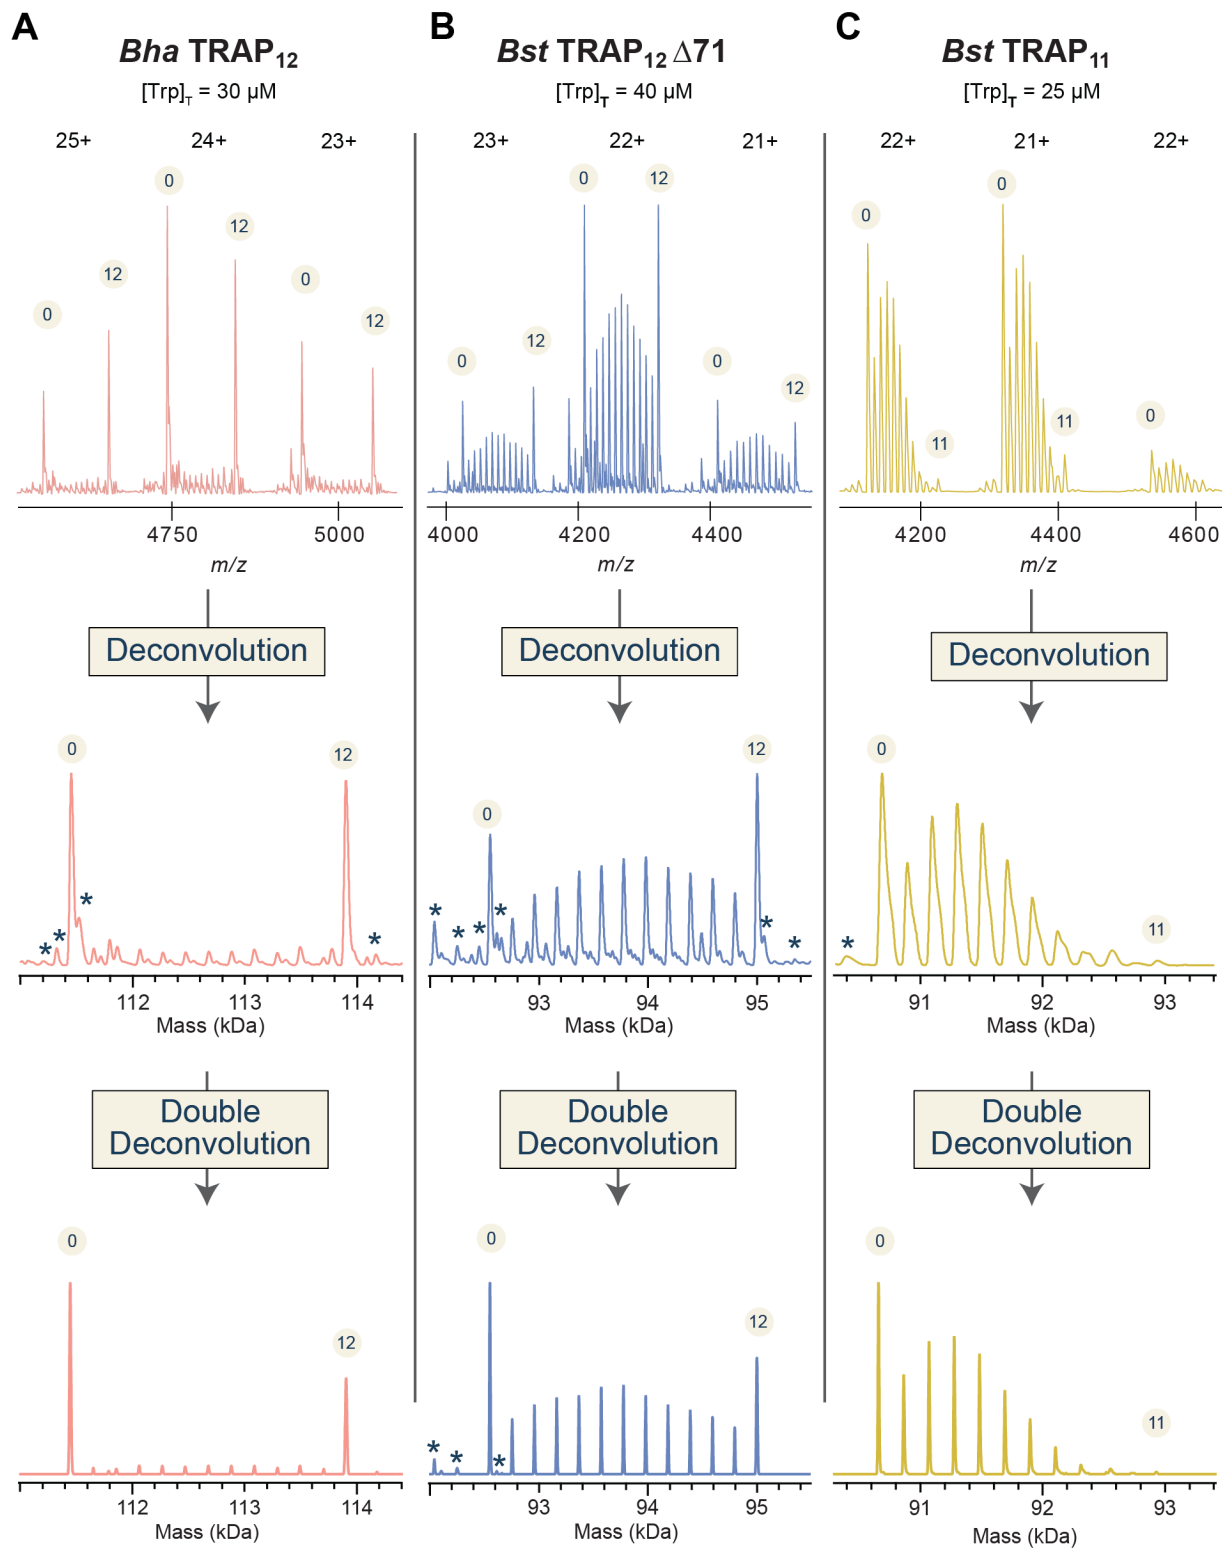 A
Bha TRAP12
[Trp]T = 30 µM
25+ 24+ 23+
0 12 0 12 0 12
4750 5000
m/z
Deconvolution
0 12
* * * *
112 113 114
Mass (kDa)
Double
Deconvolution
0 12
112 113 114
Mass (kDa)
B
Bst TRAP12 Δ71
[Trp]T = 40 µM
23+ 22+ 21+
0 12 0 12 0 12
4000 4200 4400
m/z
Deconvolution
0 12
* * * * * *
93 94 95
Mass (kDa)
Double
Deconvolution
0 12
* * *
93 94 95
Mass (kDa)
C
Bst TRAP11
[Trp]T = 25 µM
22+ 21+ 22+
0 11 0 11 0
4200 4400 4600
m/z
Deconvolution
0 11
*
91 92 93
Mass (kDa)
Double
Deconvolution
0 11
91 92 93
Mass (kDa)